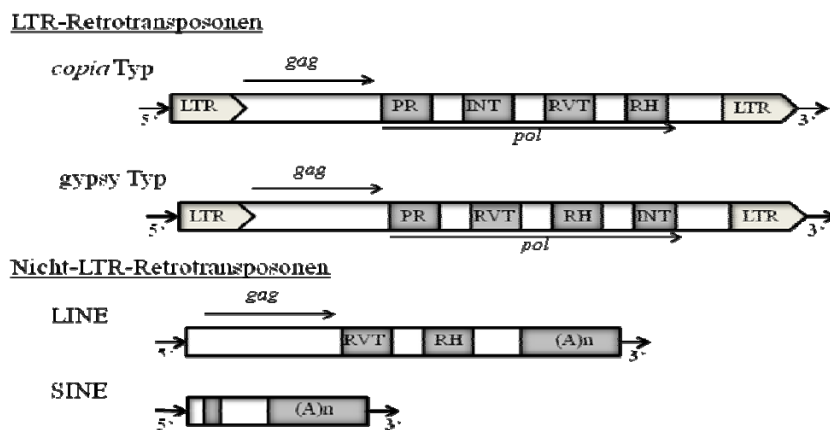 LTR-Retrotransposonen
copia Typ
gag
LTR PR INT RVT RH LTR
5‘ 3‘
pol
gypsy Typ
gag
LTR PR RVT RH INT LTR
5‘ 3‘
pol
Nicht-LTR-Retrotransposonen
gag
LINE
RVT RH (A)n
5‘ 3‘
SINE
(A)n
5‘ 3‘